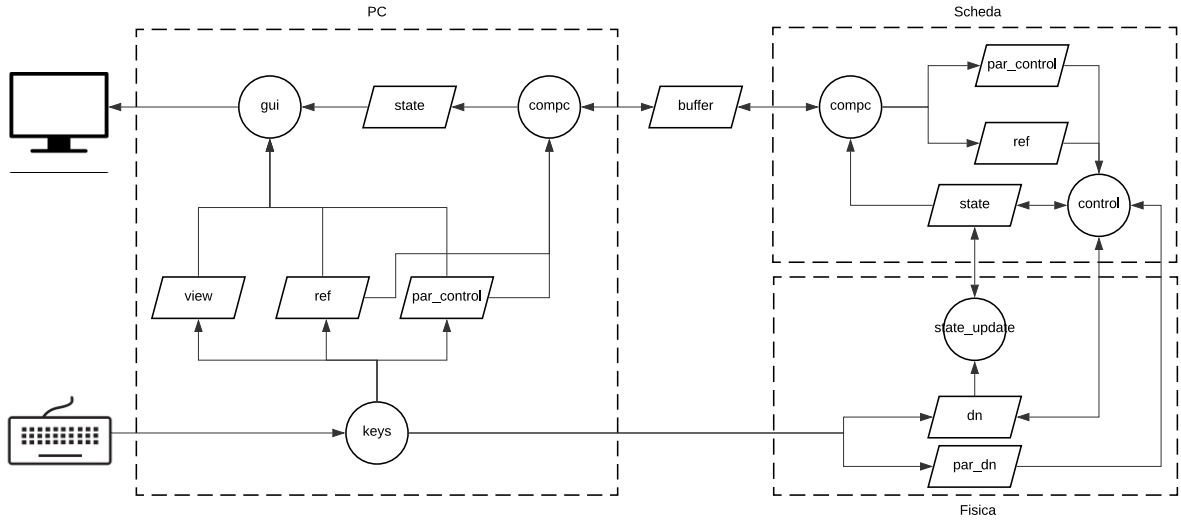 PC
Scheda
gui
state
compc
buffer
compc
par_control
ref
state
control
view
ref
par_control
state_update
keys
dn
par_dn
Fisica